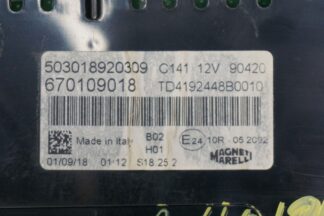 503018920309 C141 12V 90420
670109018 TD4192448B0010
Made in Italy B02 E24 10R - 05 2092
H01 MAGNETI MARELLI
01/09/18 01:12 S18.25.2